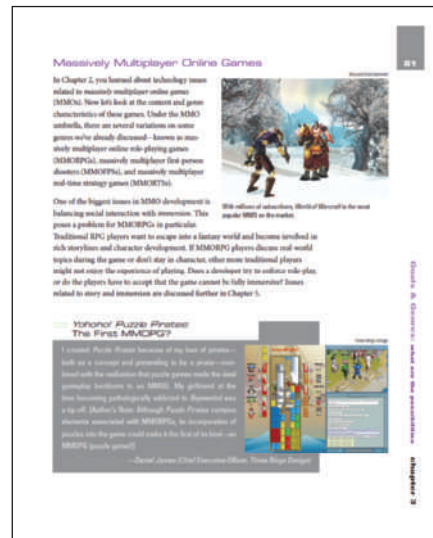 81
Massively Multiplayer Online Games
In Chapter 2, you learned about technology issues
related to massively multiplayer online games
(MMOs). Now let's look at the content and genre
characteristics of these games. Under the MMO
umbrella, there are several variations on some
genres we've already discussed—known as mas-
sively multiplayer online role-playing games
(MMORPGs), massively multiplayer first-person
shooters (MMOFPSs), and massively multiplayer
real-time strategy games (MMORTSs).
With millions of subscribers, World of Warcraft is the most
popular MMO on the market.
One of the biggest issues in MMO development is
balancing social interaction with immersion. This
poses a problem for MMORPGs in particular.
Traditional RPG players want to escape into a fantasy world and become involved in
rich storylines and character development. If MMORPG players discuss real-world
topics during the game or don't stay in character, other more traditional players
might not enjoy the experience of playing. Does a developer try to enforce role-play,
or do the players have to accept that the game cannot be fully immersive? Issues
related to story and immersion are discussed further in Chapter 5.
Yohoho! Puzzle Pirates:
The First MMOPG?
I created Puzzle Pirates because of my love of pirates—
both as a concept and pretending to be a pirate—com-
bined with the realization that puzzle games made the ideal
gameplay backbone to an MMOG. My girlfriend at the
time becoming pathologically addicted to Bejeweled was
a tip-off. [Author's Note: Although Puzzle Pirates contains
elements associated with MMORPGs, its incorporation of
puzzles into the game could make it the first of its kind—an
MMOPG (puzzle game)!]
—Daniel James (Chief Executive Officer, Three Rings Design)
Goals & Genres: what are the possibilities
chapter 3